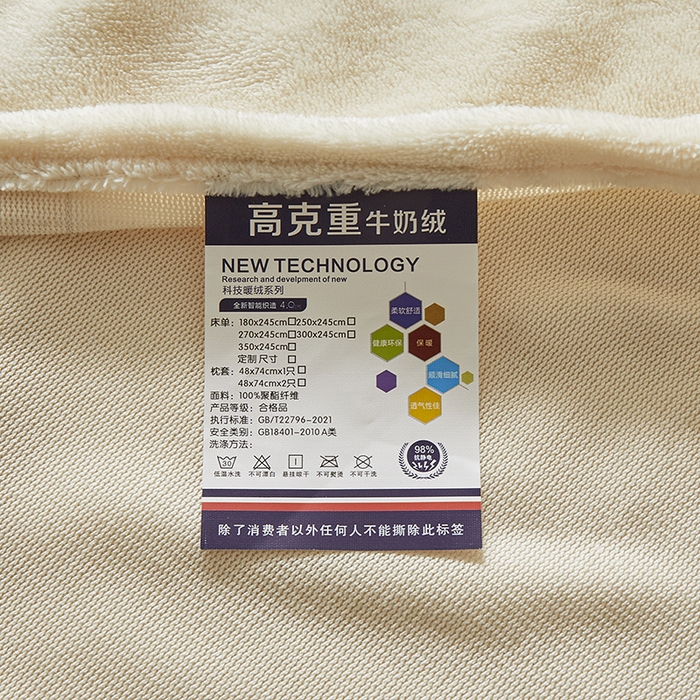 高克重牛奶绒
NEW TECHNOLOGY
Research and develpment of new
科技暖绒系列
全新智能织造 4.0
床单：180x245cm□250x245cm□
270x245cm□300x245cm□
350x245cm□
定制尺寸 □
枕套：48x74cmx1只□
48x74cmx2只□
面料：100%聚酯纤维
产品等级：合格品
执行标准：GB/T22796-2021
安全类别：GB18401-2010 A类
洗涤方法：
30
低温水洗 不可漂白 悬挂晾干 不可熨烫 不可干洗
柔软舒适
健康环保
保暖
顺滑细腻
透气性佳
98%
抗静电
除了消费者以外任何人不能撕除此标签